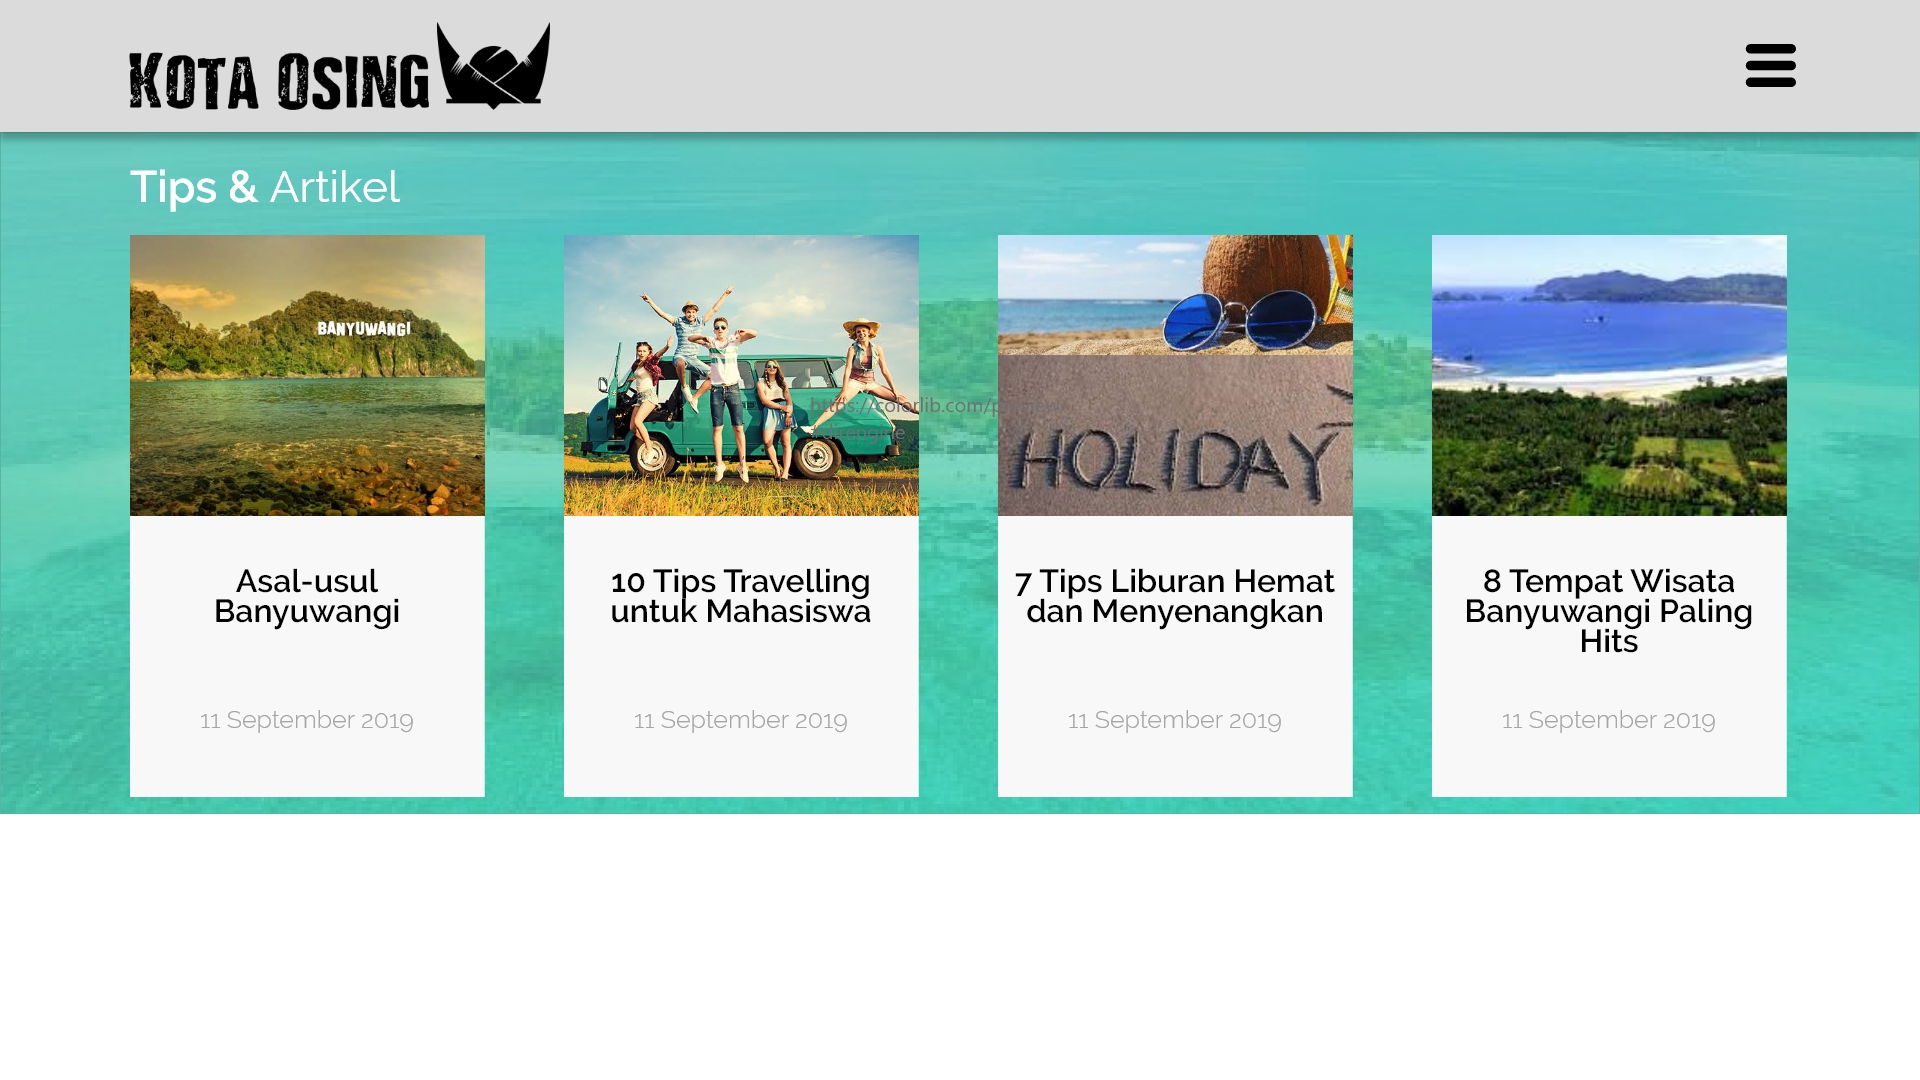 KOTA OSING
Tips & Artikel
BANYUWANGI
https://colorlib.com/p
HOLIDAY
Asal-usul
Banyuwangi
11 September 2019
10 Tips Travelling
untuk Mahasiswa
11 September 2019
7 Tips Liburan Hemat
dan Menyenangkan
11 September 2019
8 Tempat Wisata
Banyuwangi Paling
Hits
11 September 2019